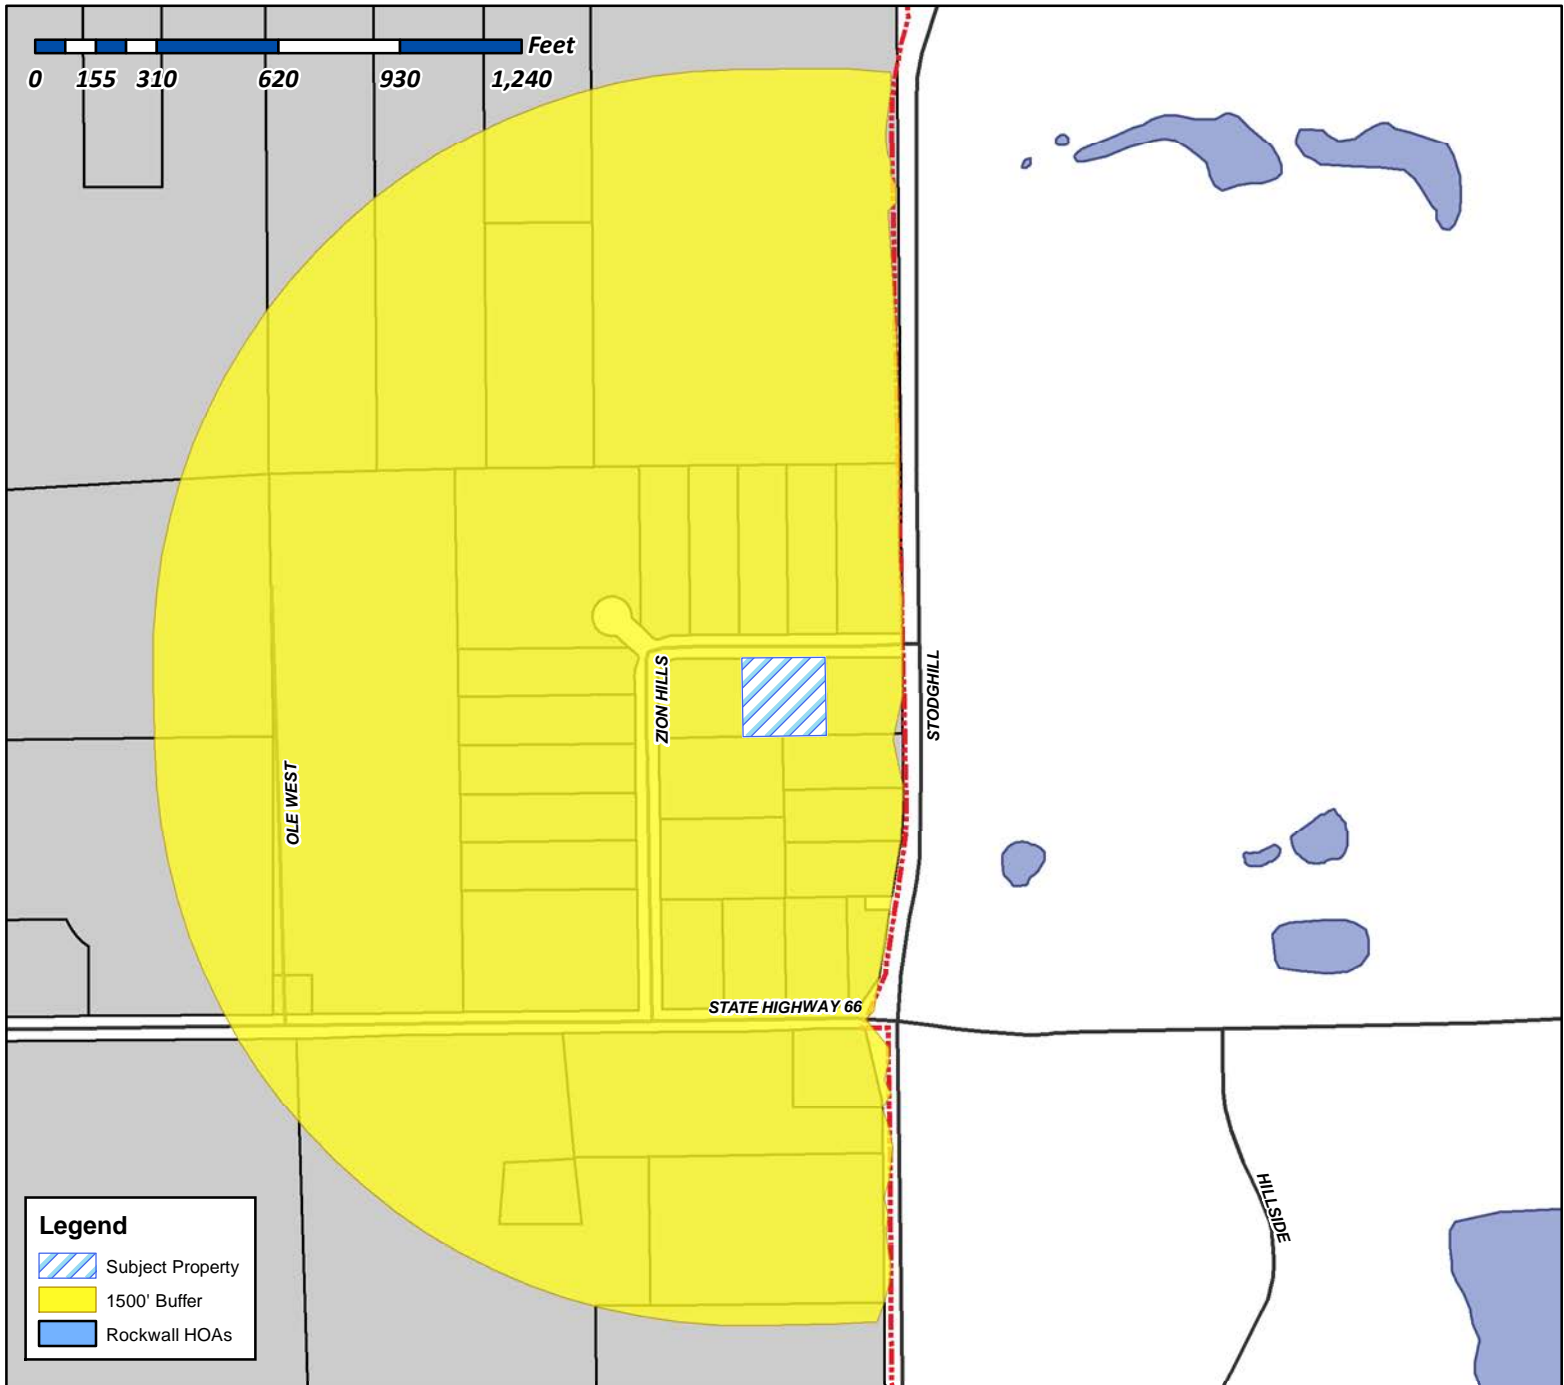 Feet
0 155 310 620 930 1,240
ZION HILLS
STODGHILL
OLE WEST
STATE HIGHWAY 66
HILLSIDE
Legend
Subject Property
1500' Buffer
Rockwall HOAs